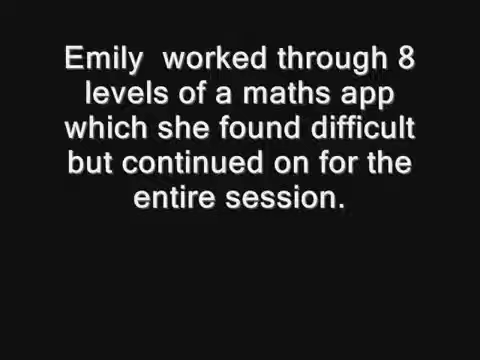 Emily  worked through 8
levels of a maths app
which she found difficult
but continued on for the
entire session.